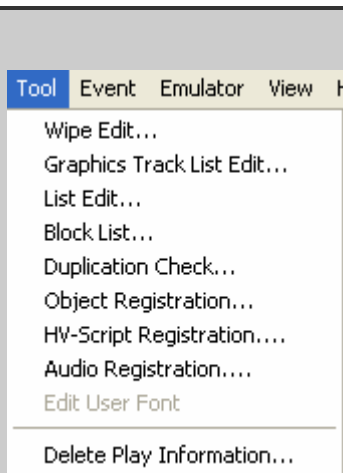 Tool Event Emulator View
Wipe Edit...
Graphics Track List Edit...
List Edit...
Block List...
Duplication Check...
Object Registration...
HV-Script Registration....
Audio Registration....
Edit User Font
Delete Play Information...